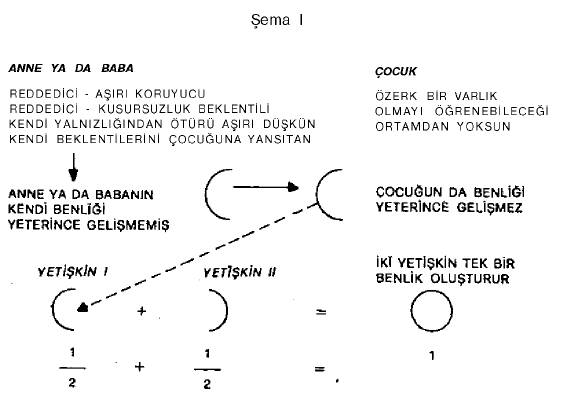 Şema I
ANNE YA DA BABA
REDDEDİCİ - AŞIRI KORUYUCU
REDDEDİCİ - KUSURSUZLUK BEKLENTİLİ
KENDİ YALNIZLIĞINDAN ÖTÜRÜ AŞIRI DÜŞKÜN
KENDİ BEKLENTİLERİNİ ÇOCUĞUNA YANSITAN
ÇOCUK
ÖZERK BİR VARLIK
OLMAYI ÖĞRENEBİLECEĞİ
ORTAMDAN YOKSUN
ANNE YA DA BABANIN
KENDİ BENLİĞİ
YETERİNCE GELİŞMEMİŞ
ÇOCUĞUN DA BENLİĞİ
YETERİNCE GELİŞMEZ
YETİŞKİN I
YETİŞKİN II
İKİ YETİŞKİN TEK BİR
BENLİK OLUŞTURUR
+ =
1 1 1
+ =
2 2